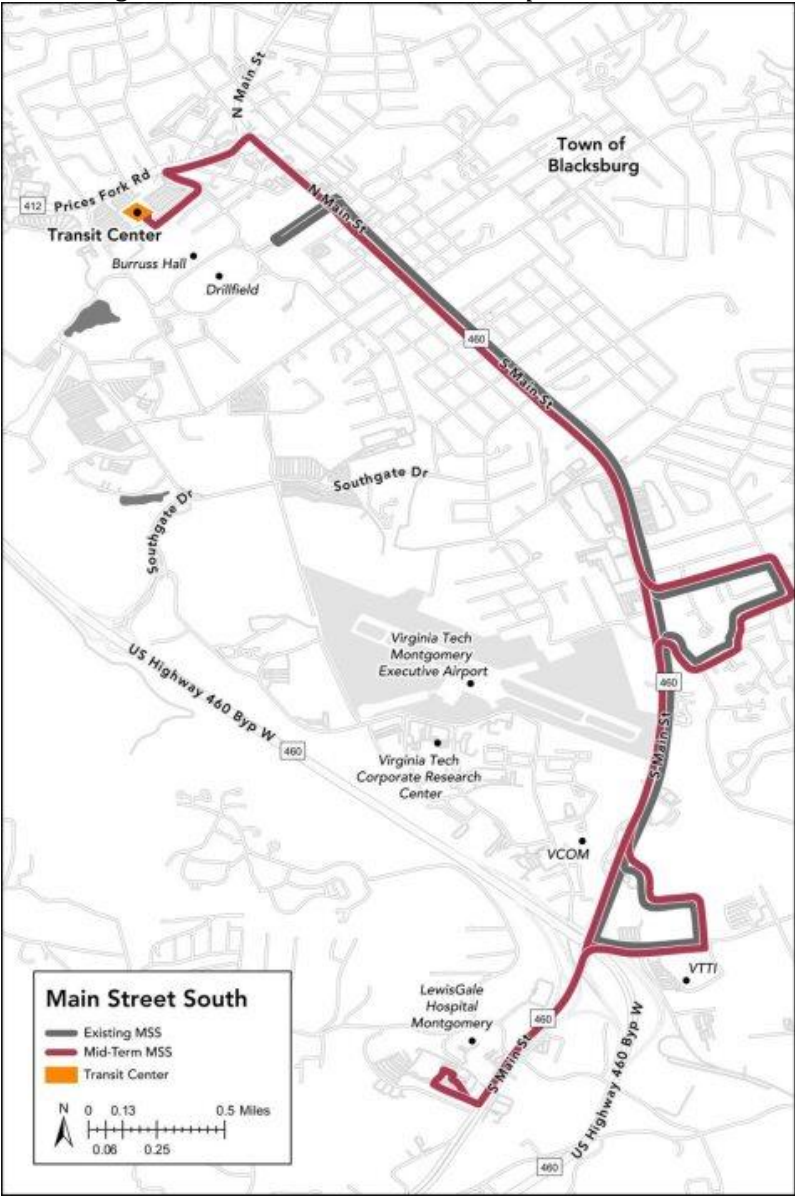 N Main St
Town of
Blacksburg
Prices Fork Rd
412
Transit Center
N Main St
Burruss Hall
Drillfield
460
S Main St
Southgate Dr
Southgate Dr
Virginia Tech
Montgomery
Executive Airport
US Highway 460 Byp W
460
460
S Main St
Virginia Tech
Corporate Research
Center
VCOM
VTTI
LewisGale
Hospital
Montgomery
460
S Main St
US Highway 460 Byp W
460
Main Street South
Existing MSS
Mid-Term MSS
Transit Center
N
0 0.13 0.5 Miles
0.06 0.25